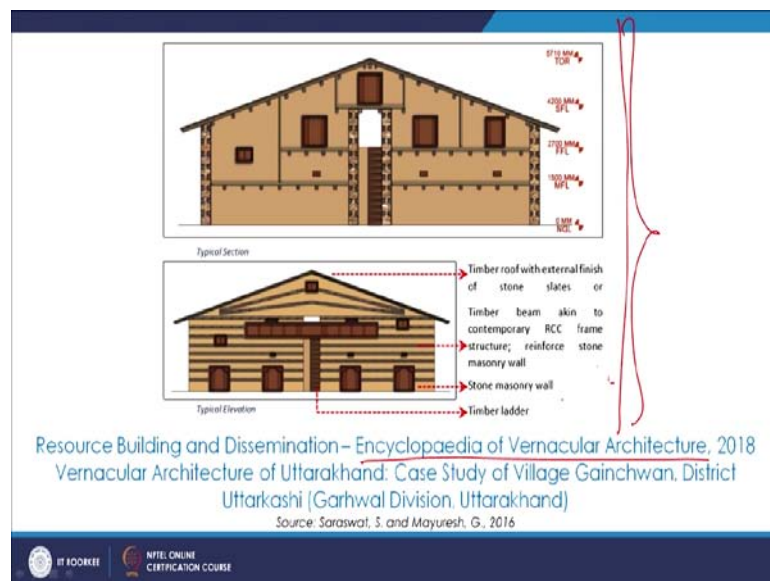 5710 MM
TOR
4200 MM
SFL
2700 MM
FFL
1500 MM
MFL
0 MM
NGL
Typical Section
Timber roof with external finish
of stone slates or
Timber beam akin to
contemporary RCC frame
structure; reinforce stone
masonry wall
Stone masonry wall
Timber ladder
Typical Elevation
Resource Building and Dissemination – Encyclopaedia of Vernacular Architecture, 2018
Vernacular Architecture of Uttarakhand: Case Study of Village Gainchwan, District
Uttarkashi (Garhwal Division, Uttarakhand)
Source: Saraswat, S. and Mayuresh, G., 2016
IIT ROORKEE
NPTEL ONLINE
CERTIFICATION COURSE